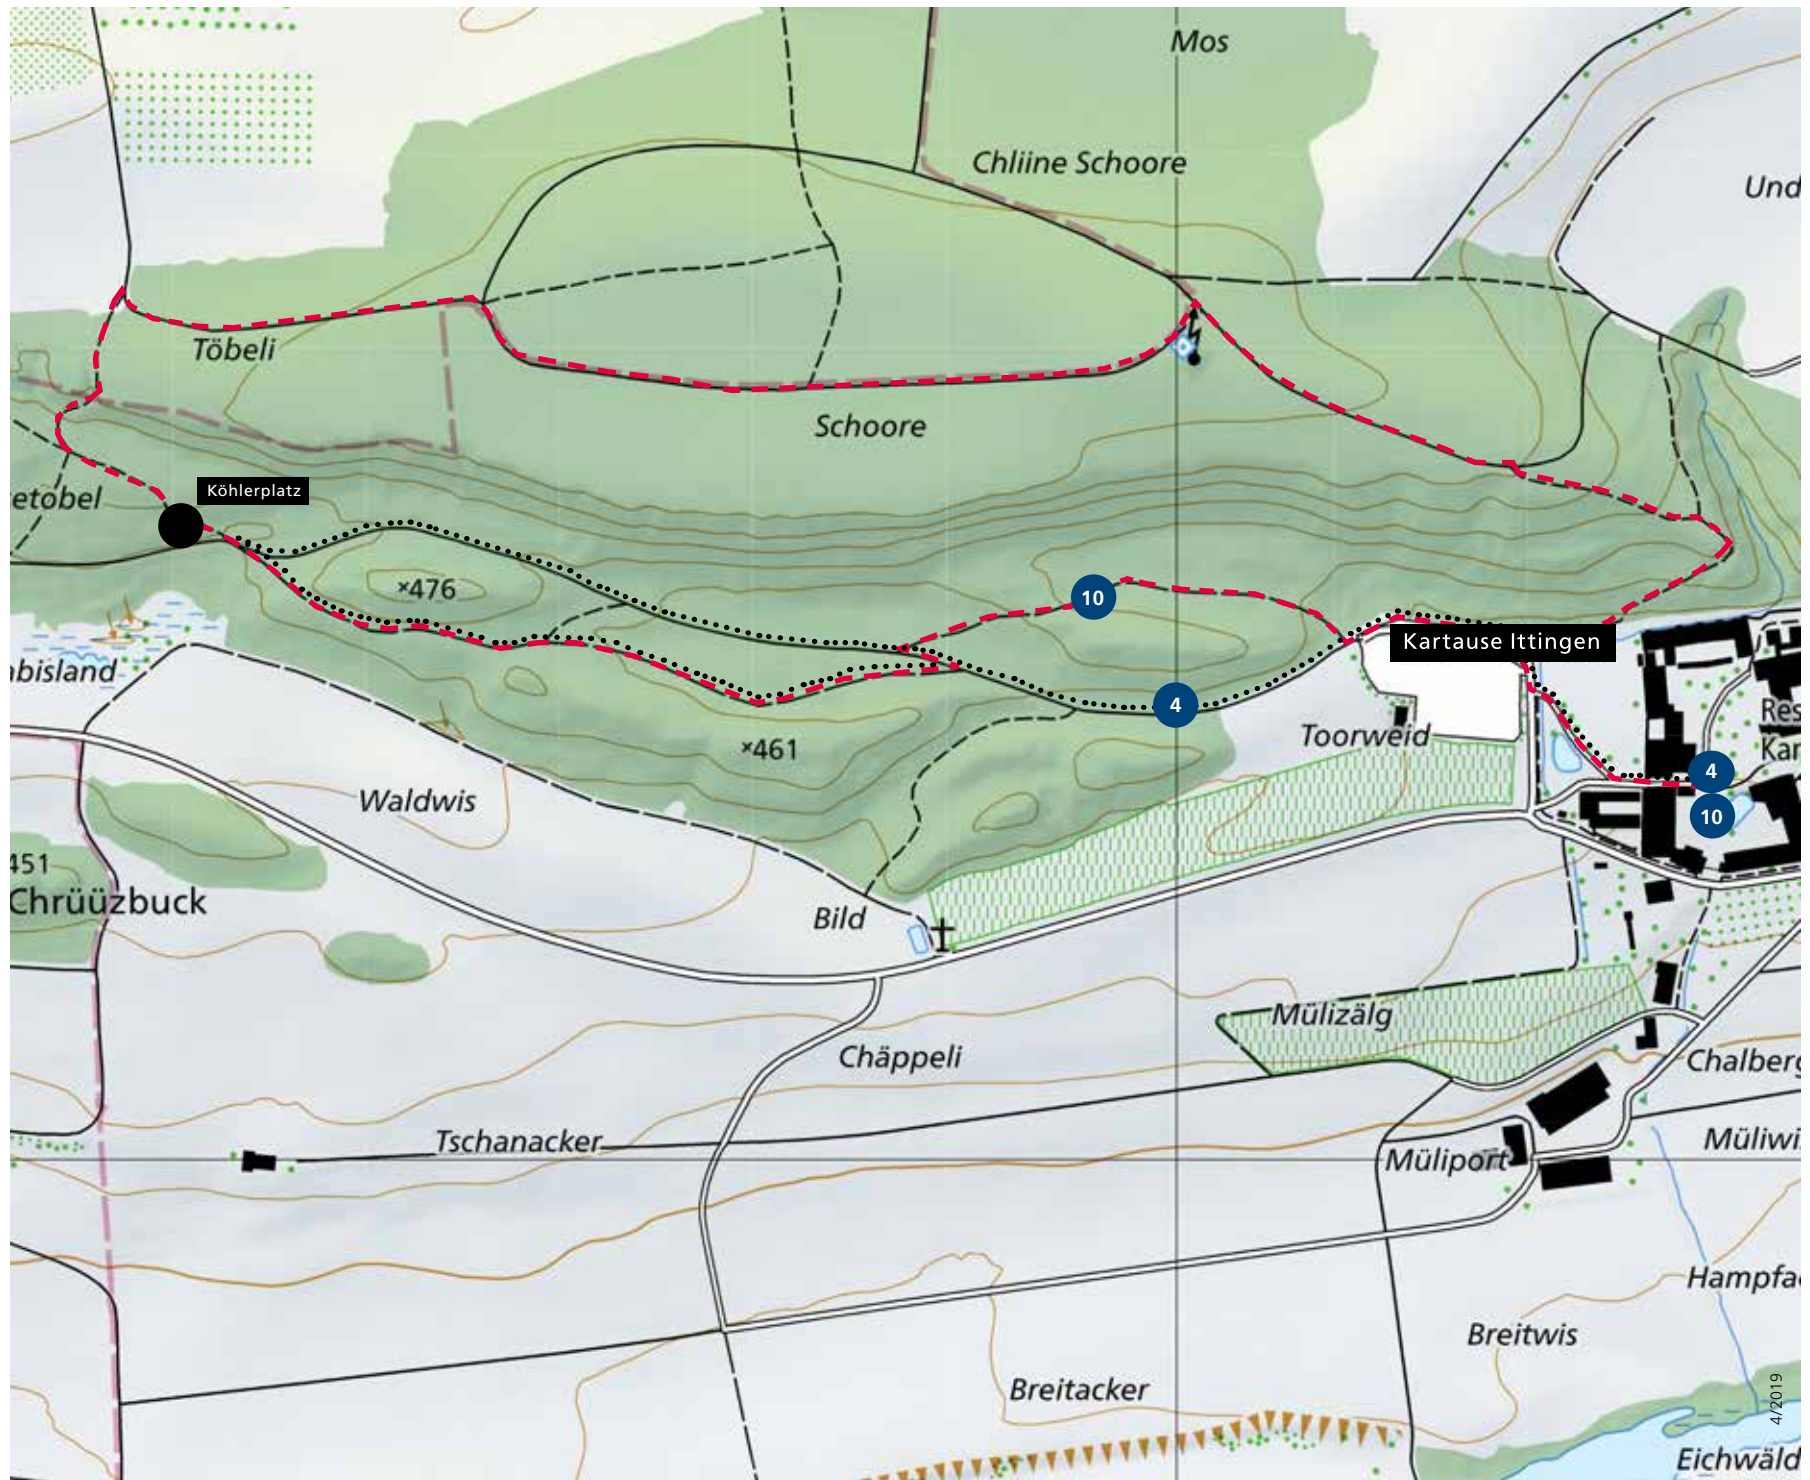 Mos
Chliine Schoore
Und
Töbeli
Schoore
Köhlerplatz
etobel
×476
10
Kartause Ittingen
abisland
4
×461
Toorweid
Res
Kar
4
10
Waldwis
451
Chrüüzbuck
Bild
Mülizälg
Chäppeli
Chalberg
Tschanacker
Müliwi
Müliport
Hampfa
Breitwis
Breitacker
4/2019
Eichwäld